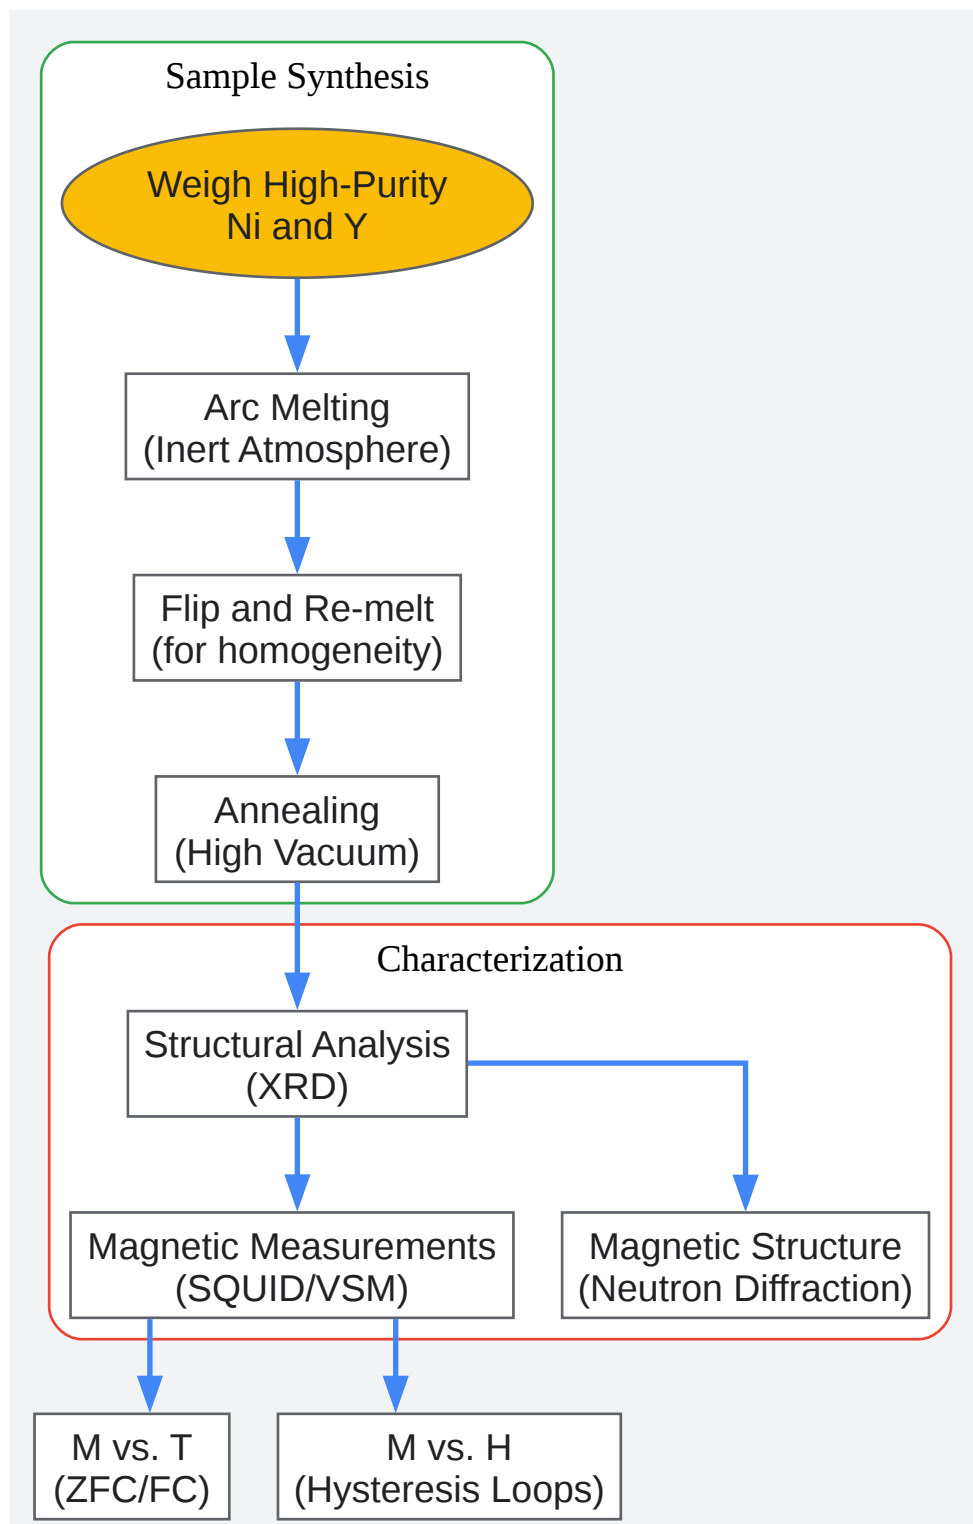 Sample Synthesis
Weigh High-Purity
Ni and Y
Arc Melting
(Inert Atmosphere)
Flip and Re-melt
(for homogeneity)
Annealing
(High Vacuum)
Characterization
Structural Analysis
(XRD)
Magnetic Measurements
(SQUID/VSM)
Magnetic Structure
(Neutron Diffraction)
M vs. T
(ZFC/FC)
M vs. H
(Hysteresis Loops)